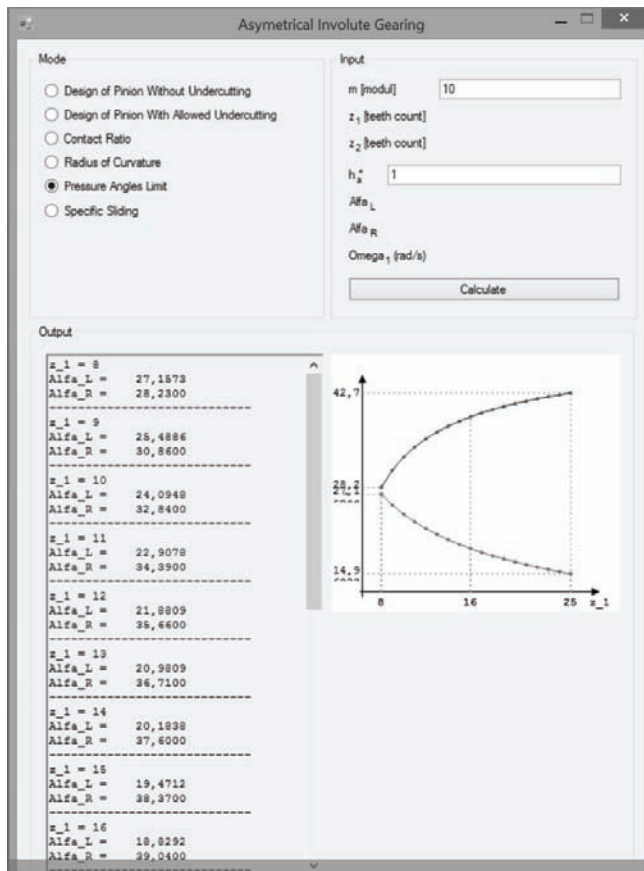 Asymetrical Involute Gearing
Mode
Design of Pinion Without Undercutting
Design of Pinion With Allowed Undercutting
Contact Ratio
Radius of Curvature
Pressure Angles Limit
Specific Sliding
Input
m [modul] 10
z 1 [teeth count]
z 2 [teeth count]
h a * 1
Alfa L
Alfa R
Omega 1 (rad/s)
Calculate
Output
z_1 = 8
Alfa_L = 27,1573
Alfa_R = 28,2300
z_1 = 9
Alfa_L = 25,4886
Alfa_R = 30,8600
z_1 = 10
Alfa_L = 24,0948
Alfa_R = 32,8400
z_1 = 11
Alfa_L = 22,9078
Alfa_R = 34,3900
z_1 = 12
Alfa_L = 21,8809
Alfa_R = 35,6600
z_1 = 13
Alfa_L = 20,9809
Alfa_R = 36,7100
z_1 = 14
Alfa_L = 20,1838
Alfa_R = 37,6000
z_1 = 15
Alfa_L = 19,4712
Alfa_R = 38,3700
z_1 = 16
Alfa_L = 18,8292
Alfa_R = 39,0400
42,7
28,2
27,1
14,9
8 16 25 z_1